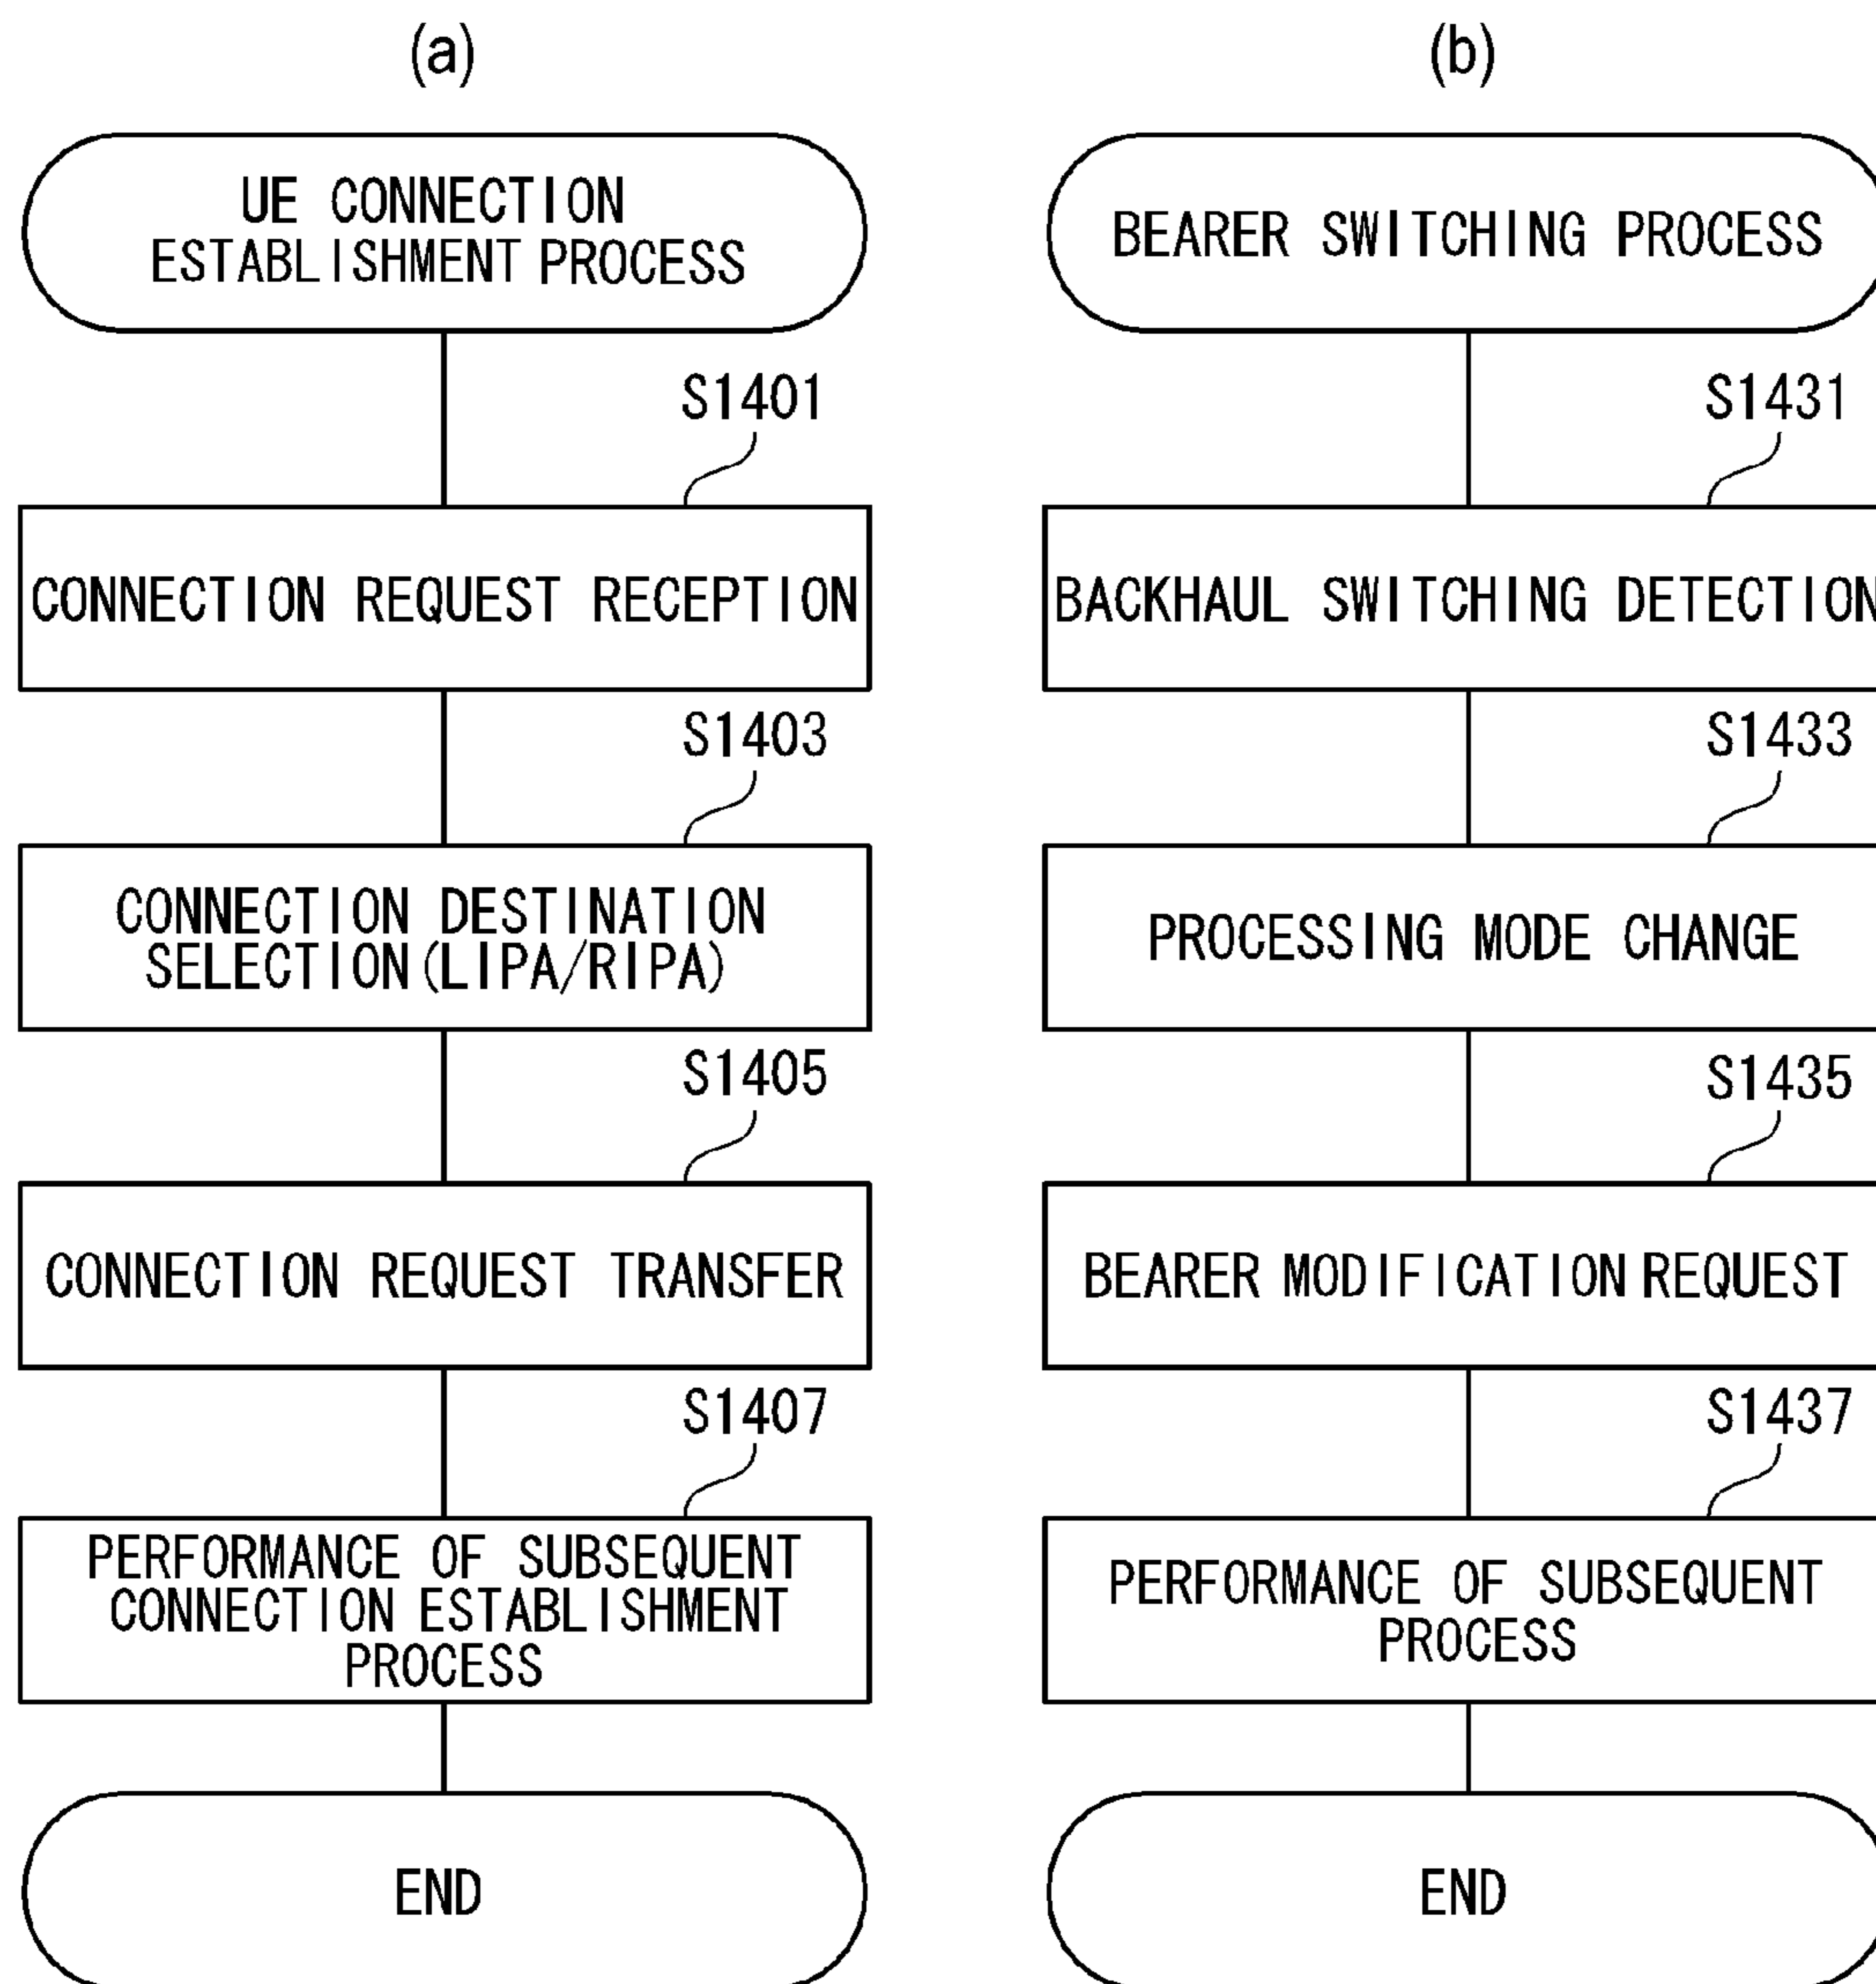 (a)
UE CONNECTION
ESTABLISHMENT PROCESS
S1401
CONNECTION REQUEST RECEPTION
S1403
CONNECTION DESTINATION
SELECTION(LIPA/RIPA)
S1405
CONNECTION REQUEST TRANSFER
S1407
PERFORMANCE OF SUBSEQUENT
CONNECTION ESTABLISHMENT
PROCESS
END
(b)
BEARER SWITCHING PROCESS
S1431
BACKHAUL SWITCHING DETECTION
S1433
PROCESSING MODE CHANGE
S1435
BEARER MODIFICATION REQUEST
S1437
PERFORMANCE OF SUBSEQUENT
PROCESS
END